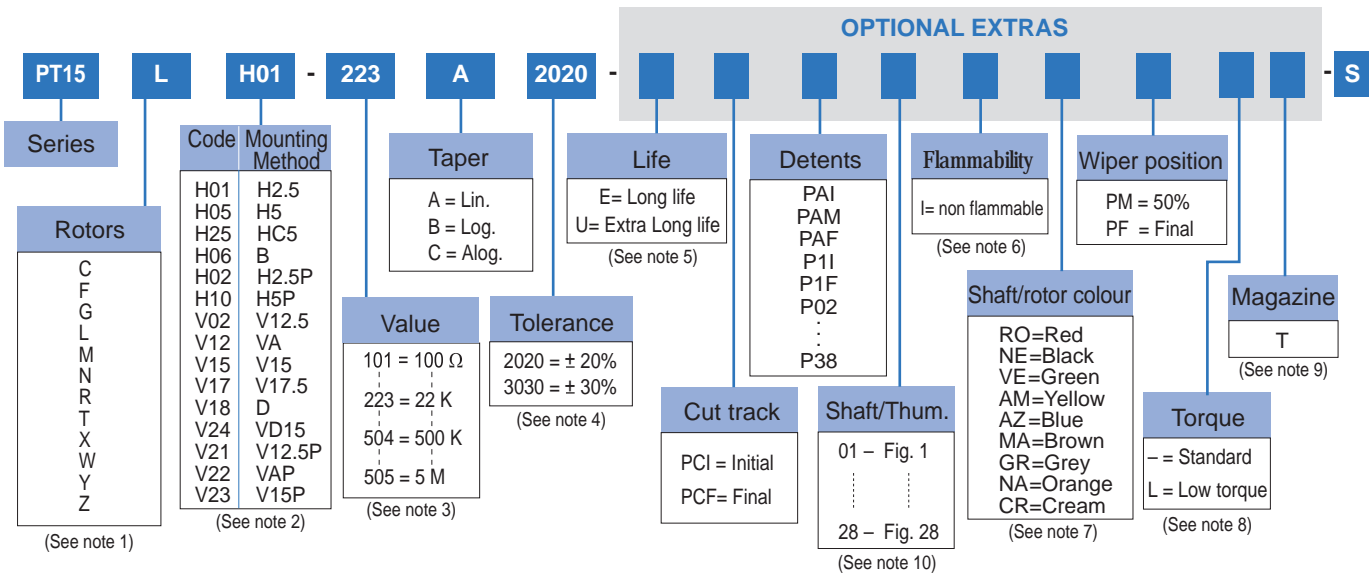 OPTIONAL EXTRAS
PT15 L H01 - 223 A 2020 - - S
Series
Rotors
C
F
G
L
M
N
R
T
X
W
Y
Z
(See note 1)
Code Mounting Method
H01 H2.5
H05 H5
H25 HC5
H06 B
H02 H2.5P
H10 H5P
V02 V12.5
V12 VA
V15 V15
V17 V17.5
V18 D
V24 VD15
V21 V12.5P
V22 VAP
V23 V15P
(See note 2)
Value
101 = 100 Ω
223 = 22 K
504 = 500 K
505 = 5 M
(See note 3)
Taper
A = Lin.
B = Log.
C = Alog.
Tolerance
2020 = ± 20%
3030 = ± 30%
(See note 4)
Life
E= Long life
U= Extra Long life
(See note 5)
Cut track
PCI = Initial
PCF= Final
Detents
PAI
PAM
PAF
P1I
P1F
P02
:
:
P38
Shaft/Thum.
01 – Fig. 1
28 – Fig. 28
(See note 10)
Flammability
I= non flammable
(See note 6)
Shaft/rotor colour
RO=Red
NE=Black
VE=Green
AM=Yellow
AZ=Blue
MA=Brown
GR=Grey
NA=Orange
CR=Cream
(See note 7)
Wiper position
PM = 50%
PF = Final
Torque
– = Standard
L = Low torque
(See note 8)
Magazine
T
(See note 9)